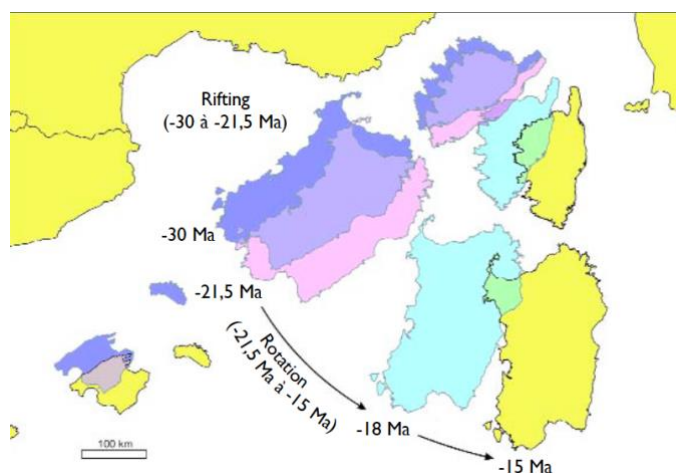 Rifting
(-30 à -21,5 Ma)
-30 Ma
-21,5 Ma
Rotation
(-21,5 Ma à -15 Ma)
-18 Ma
-15 Ma
100 km